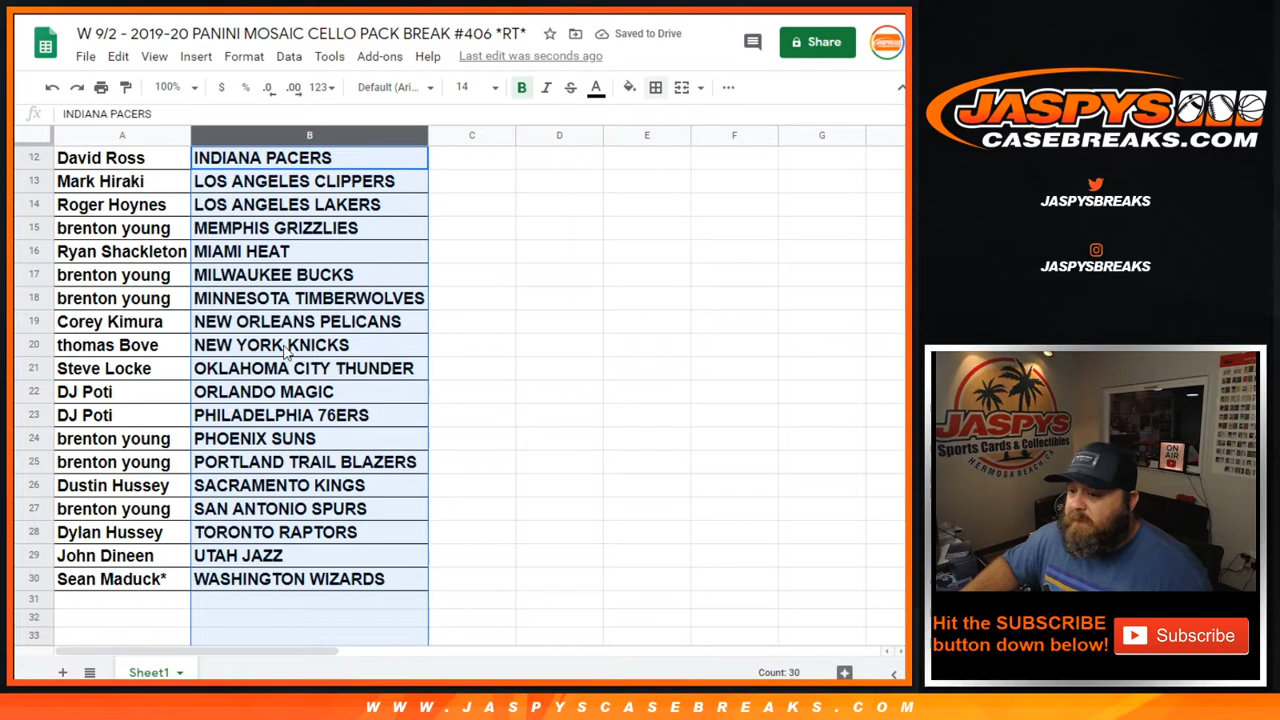 W 9/2 - 2019-20 PANINI MOSAIC CELLO PACK BREAK #406 *RT*
Saved to Drive
Share
File Edit View Insert Format Data Tools Add-ons Help Last edit was seconds ago
100% $ % .0 .00 123 Default (Ari... 14 B I S A
fx INDIANA PACERS
A B C D E F G
12 David Ross INDIANA PACERS
13 Mark Hiraki LOS ANGELES CLIPPERS
14 Roger Hoynes LOS ANGELES LAKERS
15 brenton young MEMPHIS GRIZZLIES
16 Ryan Shackleton MIAMI HEAT
17 brenton young MILWAUKEE BUCKS
18 brenton young MINNESOTA TIMBERWOLVES
19 Corey Kimura NEW ORLEANS PELICANS
20 thomas Bove NEW YORK KNICKS
21 Steve Locke OKLAHOMA CITY THUNDER
22 DJ Poti ORLANDO MAGIC
23 DJ Poti PHILADELPHIA 76ERS
24 brenton young PHOENIX SUNS
25 brenton young PORTLAND TRAIL BLAZERS
26 Dustin Hussey SACRAMENTO KINGS
27 brenton young SAN ANTONIO SPURS
28 Dylan Hussey TORONTO RAPTORS
29 John Dineen UTAH JAZZ
30 Sean Maduck* WASHINGTON WIZARDS
31
32
33
Sheet1 Count: 30
JASPYS
CASEBREAKS.COM
JASPYSBREAKS
JASPYSBREAKS
JASPYS
Sports Cards & Collectibles
HERMOSA BEACH, CA
ON
AIR
Hit the SUBSCRIBE
button down below!
Subscribe
WWW.JASPYSCASEBREAKS.COM